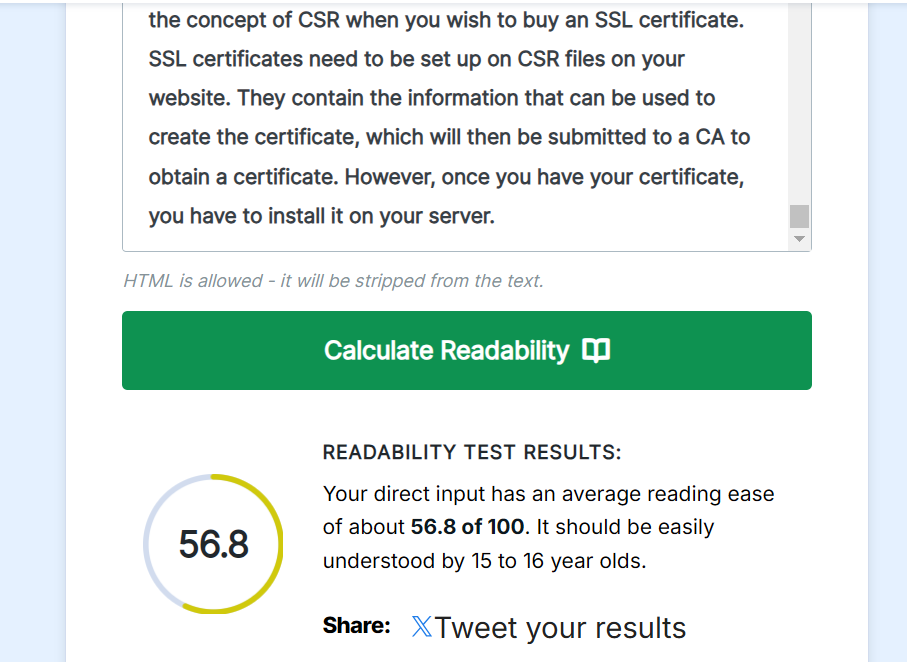 the concept of CSR when you wish to buy an SSL certificate.
SSL certificates need to be set up on CSR files on your
website. They contain the information that can be used to
create the certificate, which will then be submitted to a CA to
obtain a certificate. However, once you have your certificate,
you have to install it on your server.
HTML is allowed - it will be stripped from the text.
Calculate Readability
READABILITY TEST RESULTS:
Your direct input has an average reading ease
of about 56.8 of 100. It should be easily
understood by 15 to 16 year olds.
56.8
Share: 𝕏Tweet your results